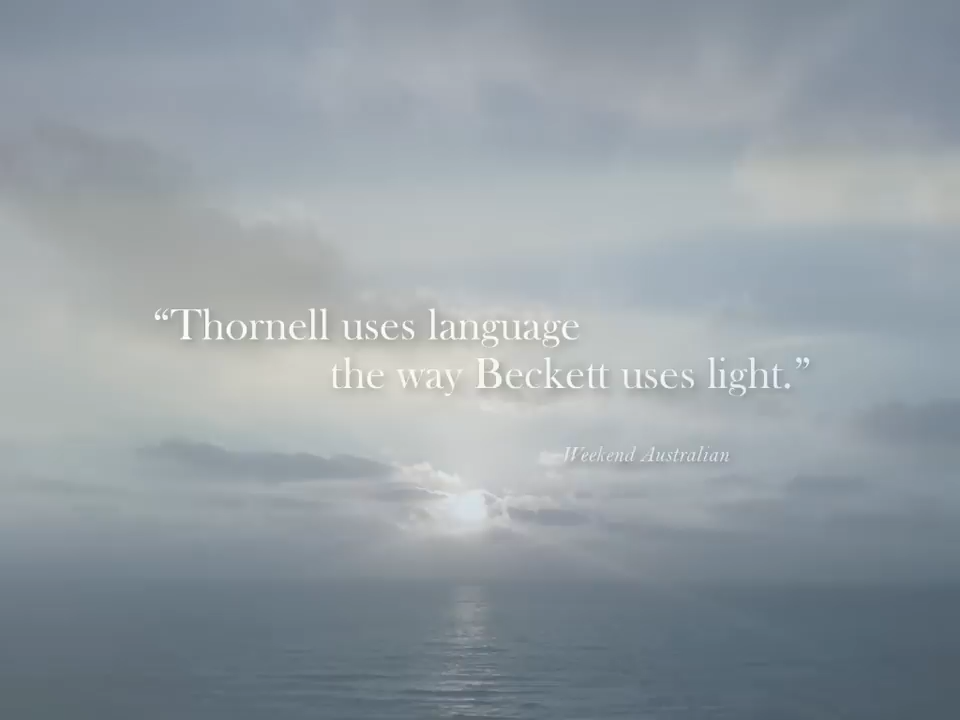 “Thornell uses language
the way Beckett uses light.”
Weekend Australian